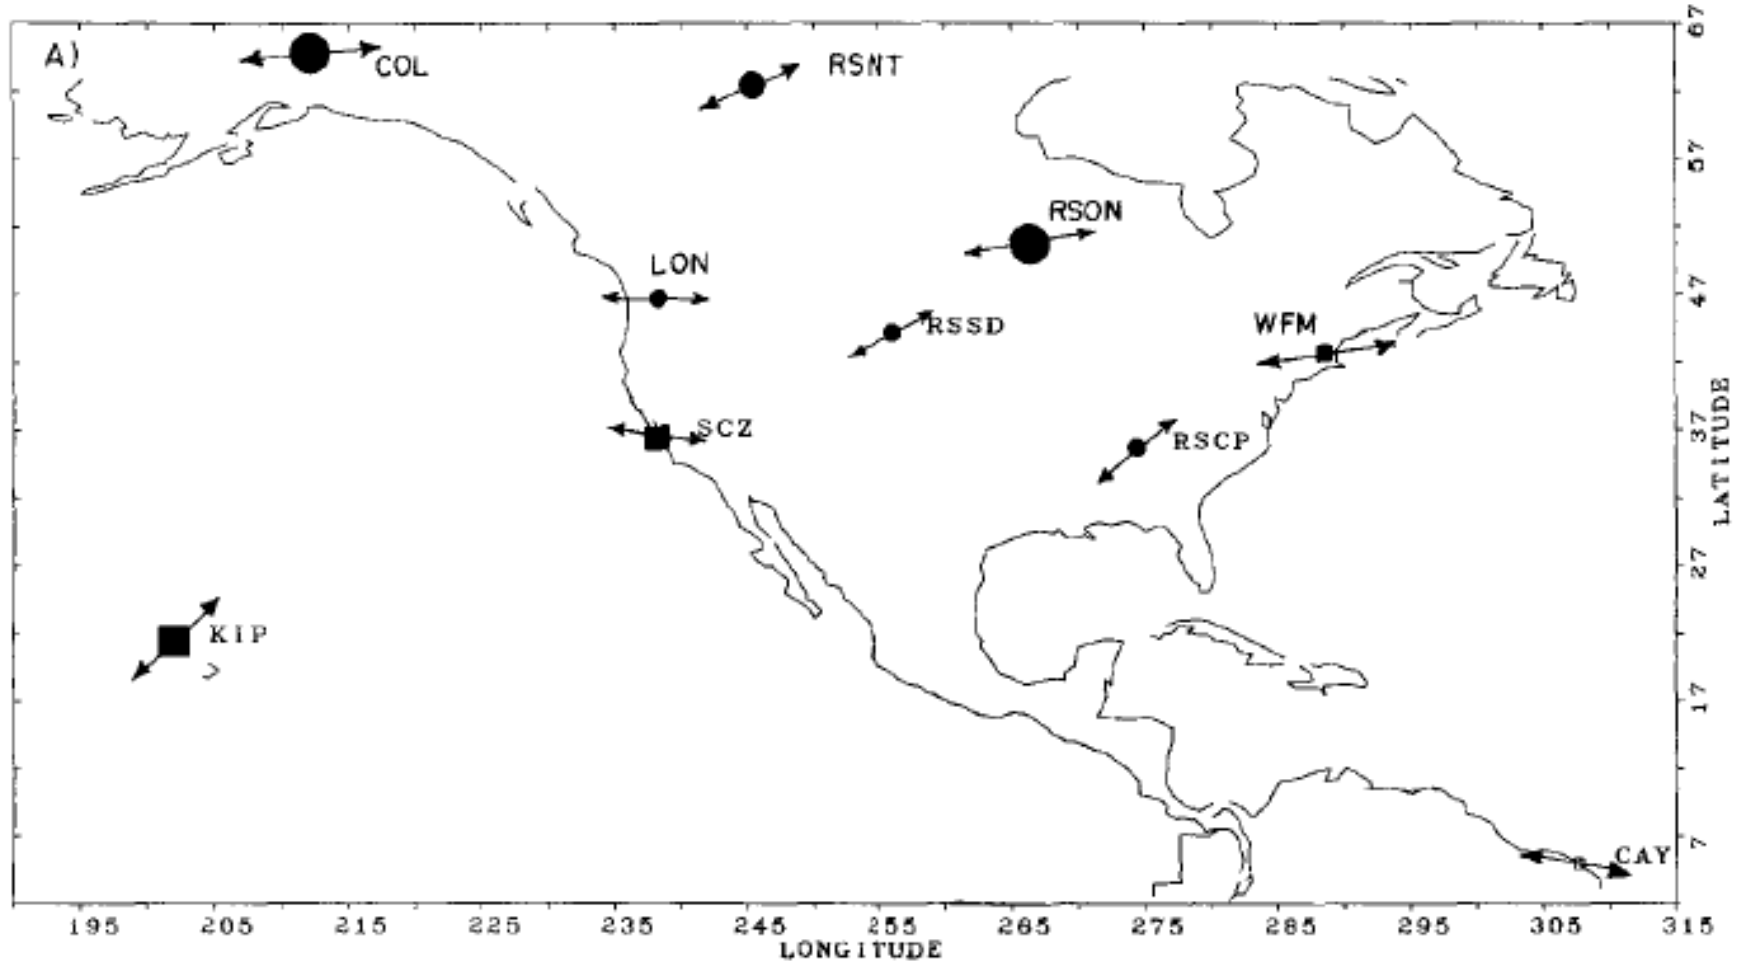 A)
COL
RSNT
RSON
LON
RSSD
WFM
SCZ
RSCP
KIP
CAY
67
57
47
37
27
17
7
LATITUDE
195 205 215 225 235 245 255 265 275 285 295 305 315
LONGITUDE